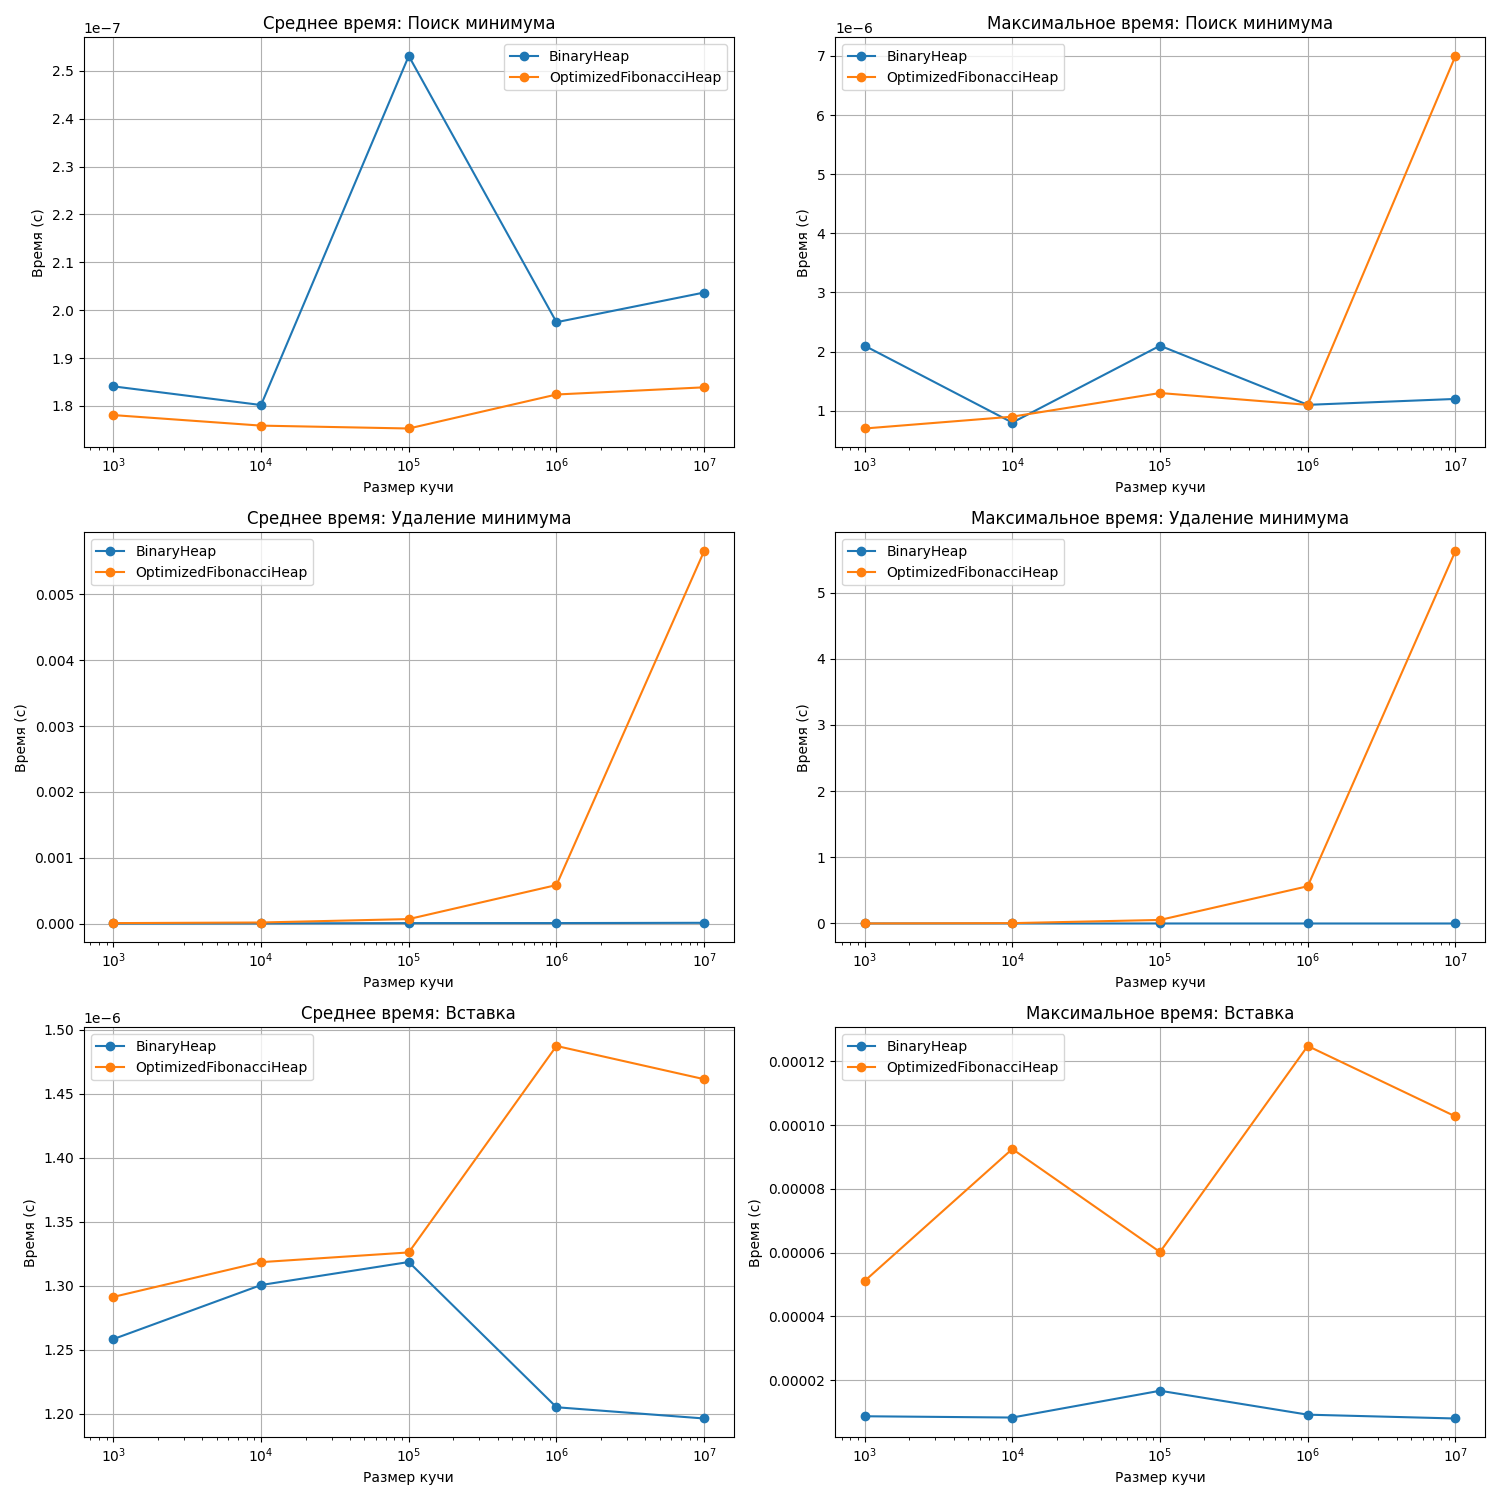 Среднее время: Поиск минимума
1e−7
2.5
2.4
2.3
2.2
2.1
2.0
1.9
1.8
Время (с)
BinaryHeap
OptimizedFibonacciHeap
10³ 10⁴ 10⁵ 10⁶ 10⁷
Размер кучи
Максимальное время: Поиск минимума
1e−6
7
6
5
4
3
2
1
Время (с)
BinaryHeap
OptimizedFibonacciHeap
10³ 10⁴ 10⁵ 10⁶ 10⁷
Размер кучи
Среднее время: Удаление минимума
0.005
0.004
0.003
0.002
0.001
0.000
Время (с)
BinaryHeap
OptimizedFibonacciHeap
10³ 10⁴ 10⁵ 10⁶ 10⁷
Размер кучи
Максимальное время: Удаление минимума
5
4
3
2
1
0
Время (с)
BinaryHeap
OptimizedFibonacciHeap
10³ 10⁴ 10⁵ 10⁶ 10⁷
Размер кучи
Среднее время: Вставка
1e−6
1.50
1.45
1.40
1.35
1.30
1.25
1.20
Время (с)
BinaryHeap
OptimizedFibonacciHeap
10³ 10⁴ 10⁵ 10⁶ 10⁷
Размер кучи
Максимальное время: Вставка
0.00012
0.00010
0.00008
0.00006
0.00004
0.00002
Время (с)
BinaryHeap
OptimizedFibonacciHeap
10³ 10⁴ 10⁵ 10⁶ 10⁷
Размер кучи